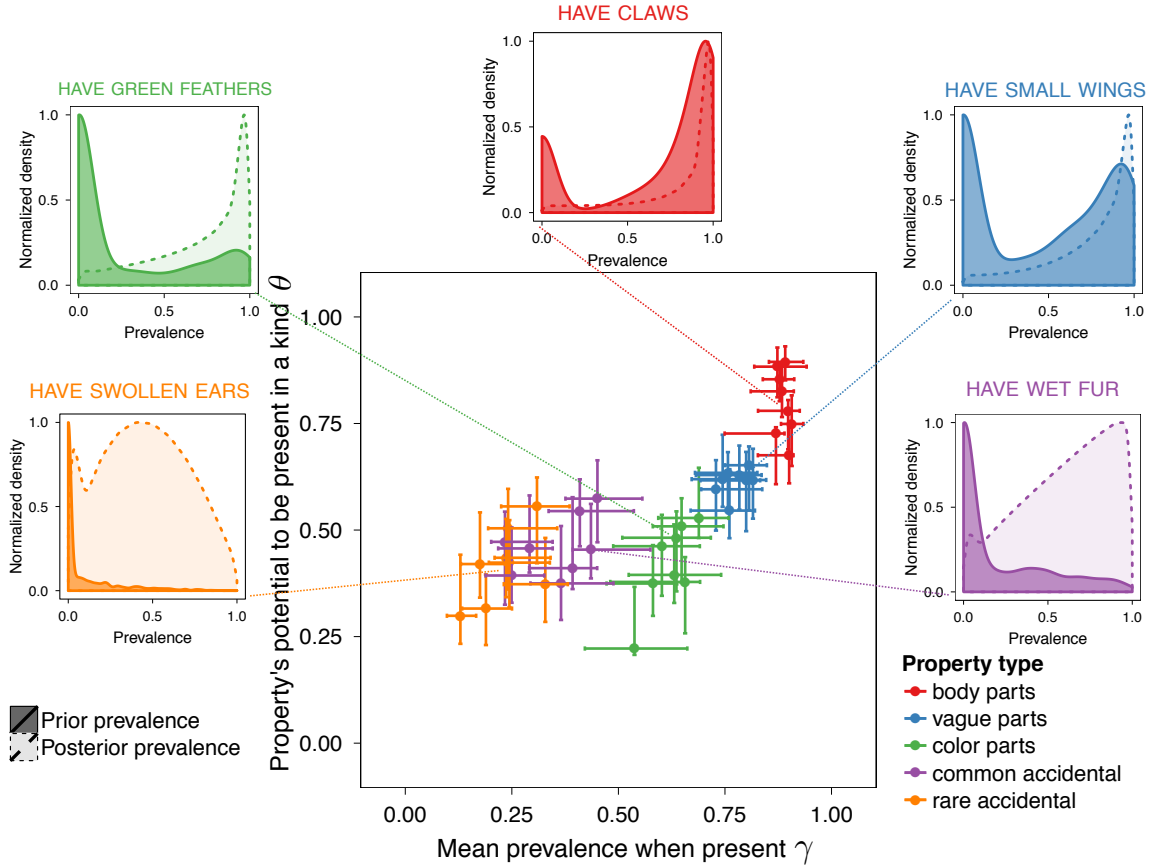 HAVE CLAWS
Normalized density
1.0
0.5
0.0
0.0 0.5 1.0
Prevalence
HAVE GREEN FEATHERS
Normalized density
1.0
0.5
0.0
0.0 0.5 1.0
Prevalence
HAVE SMALL WINGS
Normalized density
1.0
0.5
0.0
0.0 0.5 1.0
Prevalence
HAVE SWOLLEN EARS
Normalized density
1.0
0.5
0.0
0.0 0.5 1.0
Prevalence
HAVE WET FUR
Normalized density
1.0
0.5
0.0
0.0 0.5 1.0
Prevalence
Property's potential to be present in a kind θ
1.00
0.75
0.50
0.25
0.00
0.00 0.25 0.50 0.75 1.00
Mean prevalence when present γ
Prior prevalence
Posterior prevalence
Property type
body parts
vague parts
color parts
common accidental
rare accidental